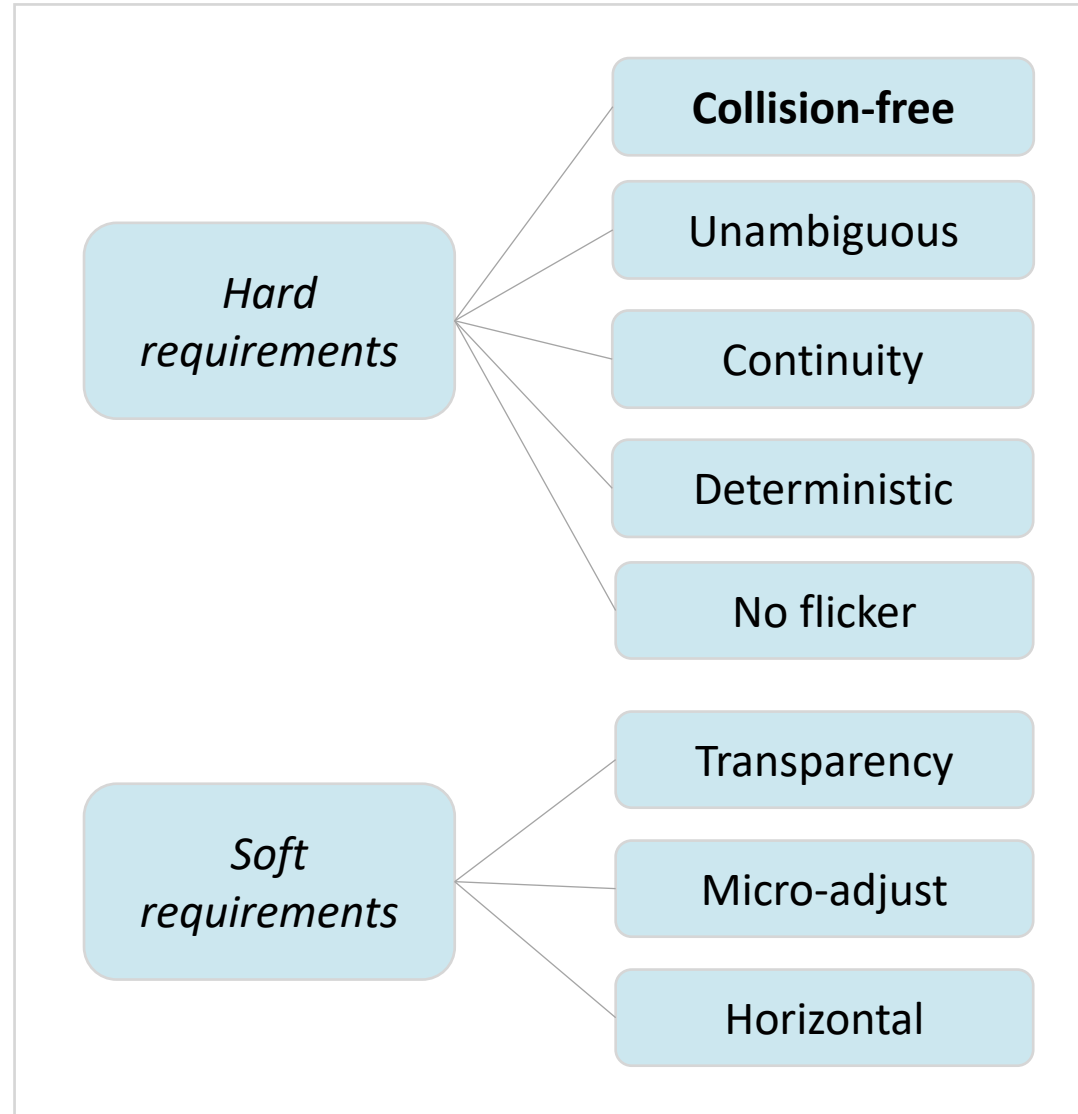 Hard
requirements
Collision-free
Unambiguous
Continuity
Deterministic
No flicker
Soft
requirements
Transparency
Micro-adjust
Horizontal